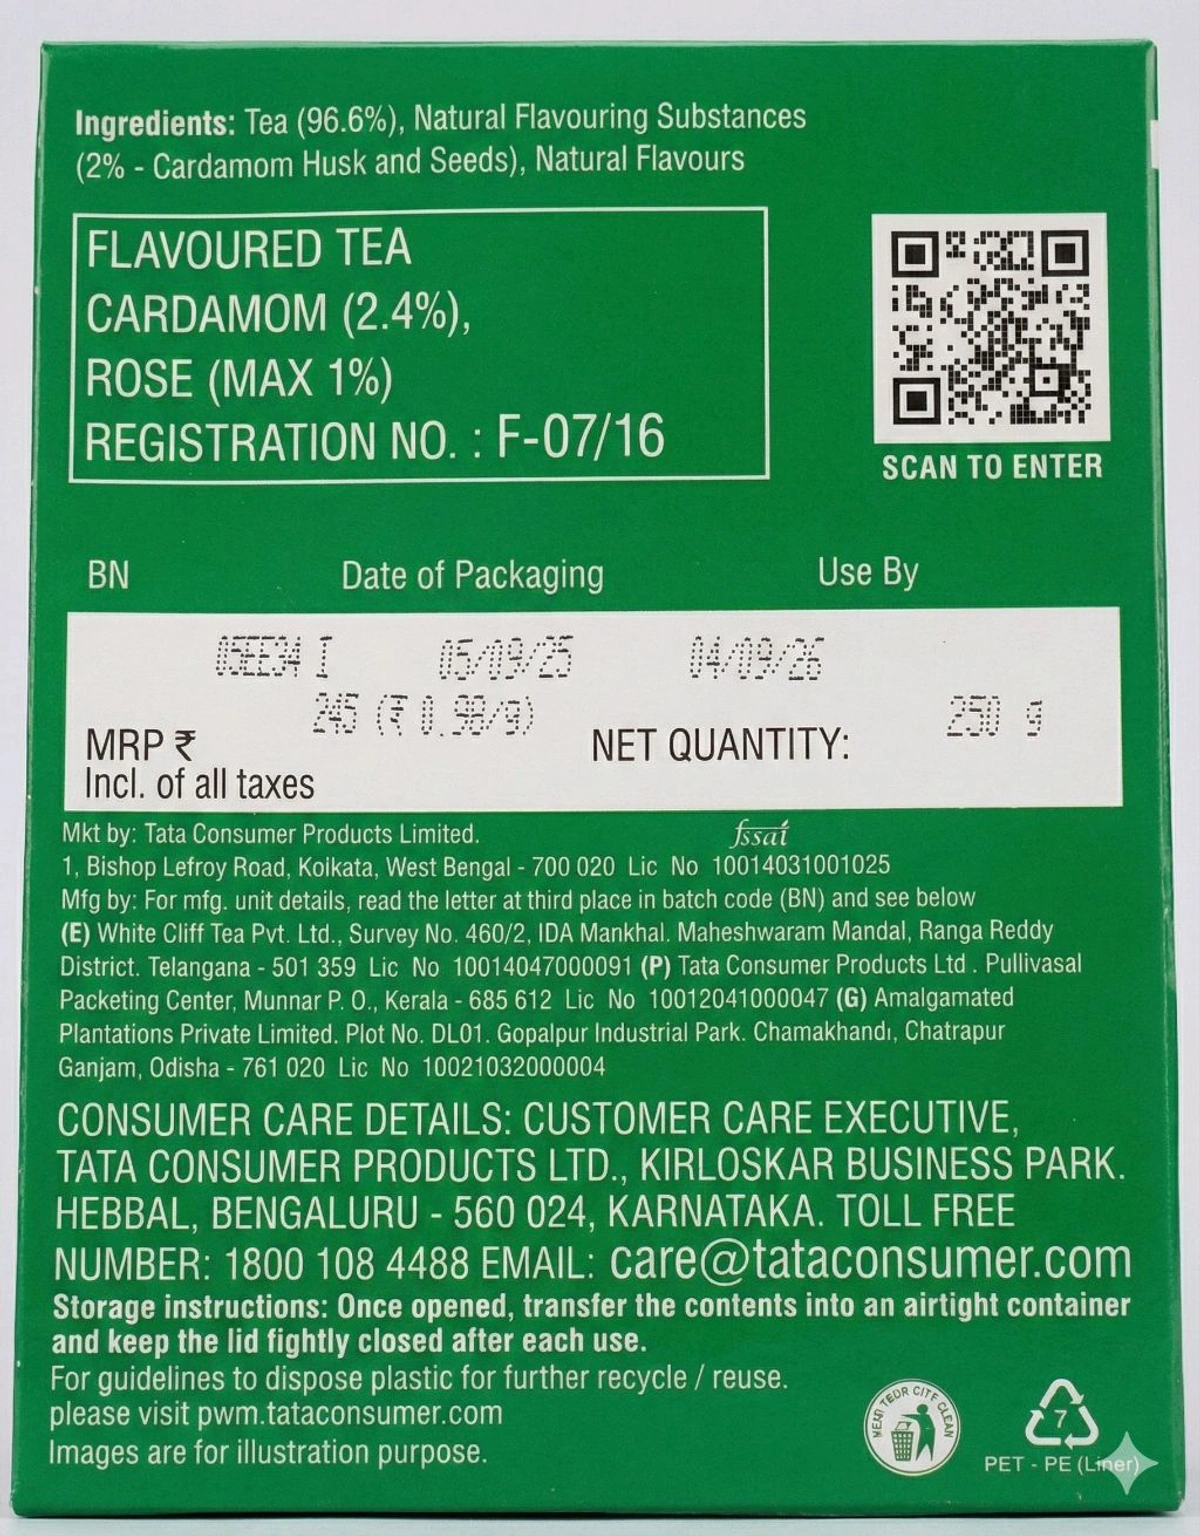 Ingredients: Tea (96.6%), Natural Flavouring Substances
(2% - Cardamom Husk and Seeds), Natural Flavours
FLAVOURED TEA
CARDAMOM (2.4%),
ROSE (MAX 1%)
REGISTRATION NO. : F-07/16
SCAN TO ENTER
BN Date of Packaging Use By
05EE34 I 05/09/25 04/09/26
245 (₹ 0.98/g) 250 g
MRP ₹ NET QUANTITY:
Incl. of all taxes
Mkt by: Tata Consumer Products Limited. fssai
1, Bishop Lefroy Road, Koikata, West Bengal - 700 020 Lic No 10014031001025
Mfg by: For mfg. unit details, read the letter at third place in batch code (BN) and see below
(E) White Cliff Tea Pvt. Ltd., Survey No. 460/2, IDA Mankhal. Maheshwaram Mandal, Ranga Reddy
District. Telangana - 501 359 Lic No 10014047000091 (P) Tata Consumer Products Ltd . Pullivasal
Packeting Center, Munnar P. O., Kerala - 685 612 Lic No 10012041000047 (G) Amalgamated
Plantations Private Limited. Plot No. DL01. Gopalpur Industrial Park. Chamakhandı, Chatrapur
Ganjam, Odisha - 761 020 Lic No 10021032000004
CONSUMER CARE DETAILS: CUSTOMER CARE EXECUTIVE,
TATA CONSUMER PRODUCTS LTD., KIRLOSKAR BUSINESS PARK.
HEBBAL, BENGALURU - 560 024, KARNATAKA. TOLL FREE
NUMBER: 1800 108 4488 EMAIL: care@tataconsumer.com
Storage instructions: Once opened, transfer the contents into an airtight container
and keep the lid fightly closed after each use.
For guidelines to dispose plastic for further recycle / reuse.
please visit pwm.tataconsumer.com
Images are for illustration purpose.
CITE CLEAN
7
PET - PE (Liner)